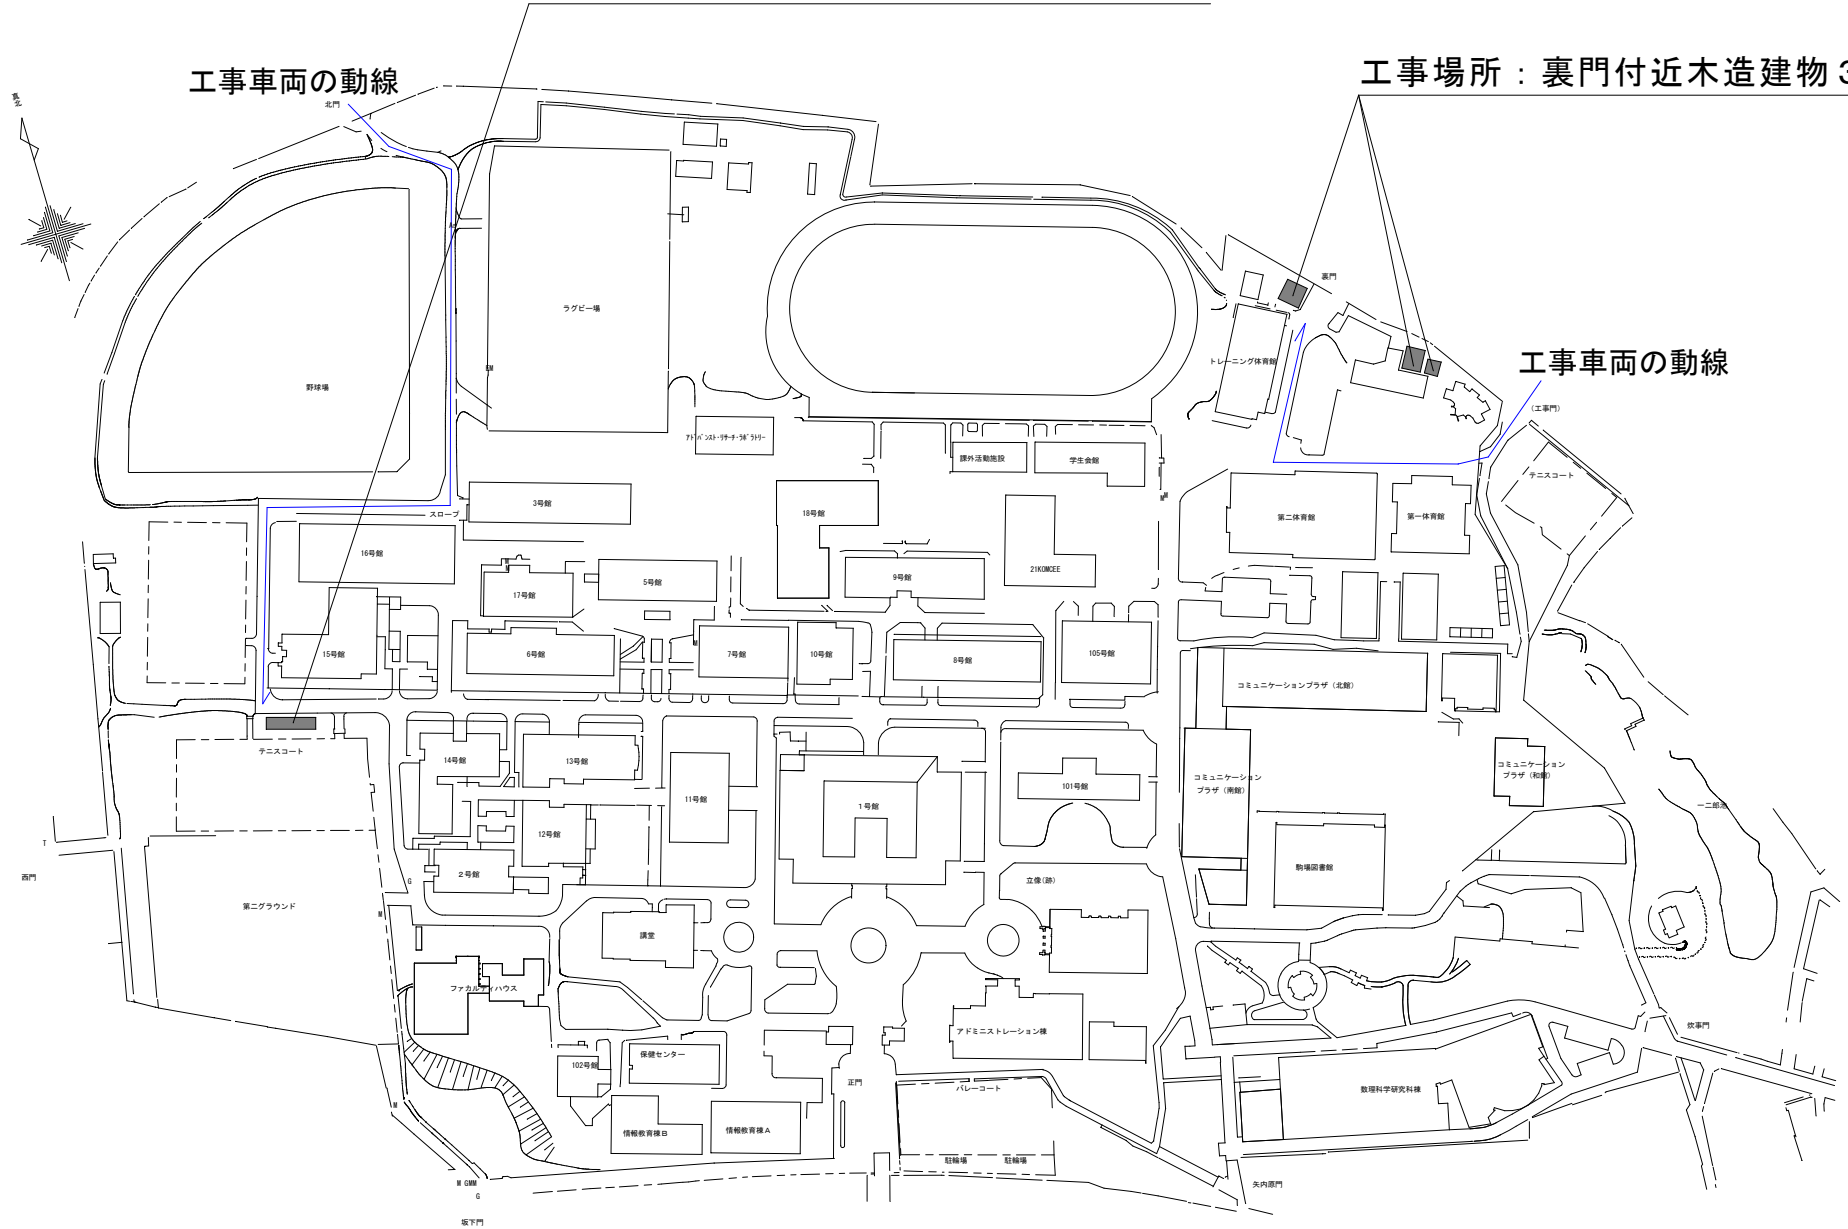 工事車両の動線
工事場所：裏門付近木造建物3
真北
北門
裏門
ラグビー場
野球場
トレーニング体育館
工事車両の動線
(工事門)
アドバンスト・リサーチ・ラボラトリー
課外活動施設
学生会館
テニスコート
3号館
スロープ
18号館
第二体育館
第一体育館
16号館
17号館
5号館
9号館
21KOMCEE
15号館
6号館
7号館
10号館
8号館
105号館
コミュニケーションプラザ (北館)
テニスコート
14号館
13号館
11号館
1号館
101号館
コミュニケーション
プラザ (南館)
コミュニケーション
プラザ (和館)
一二郎池
12号館
2号館
駒場図書館
西門
第二グラウンド
立像(跡)
講堂
ファカルティハウス
アドミニストレーション棟
炊事門
102号館
保健センター
正門
バレーコート
数理科学研究科棟
情報教育棟B
情報教育棟A
駐輪場
駐輪場
矢内原門
坂下門
M GMM
G
EM
M
M
M
M
G
M
M
T